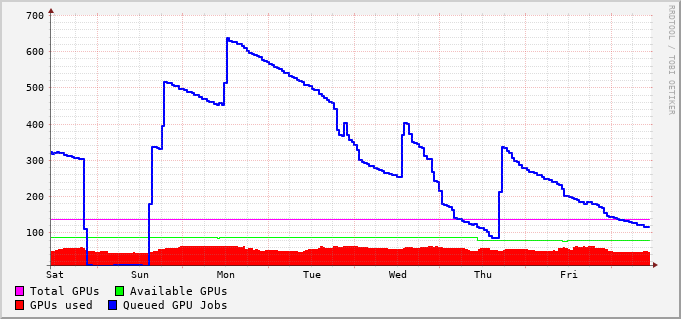 700
600
500
400
300
200
100
Sat Sun Mon Tue Wed Thu Fri
Total GPUs Available GPUs
GPUs used Queued GPU Jobs
RRDTOOL / TOBI OETIKER